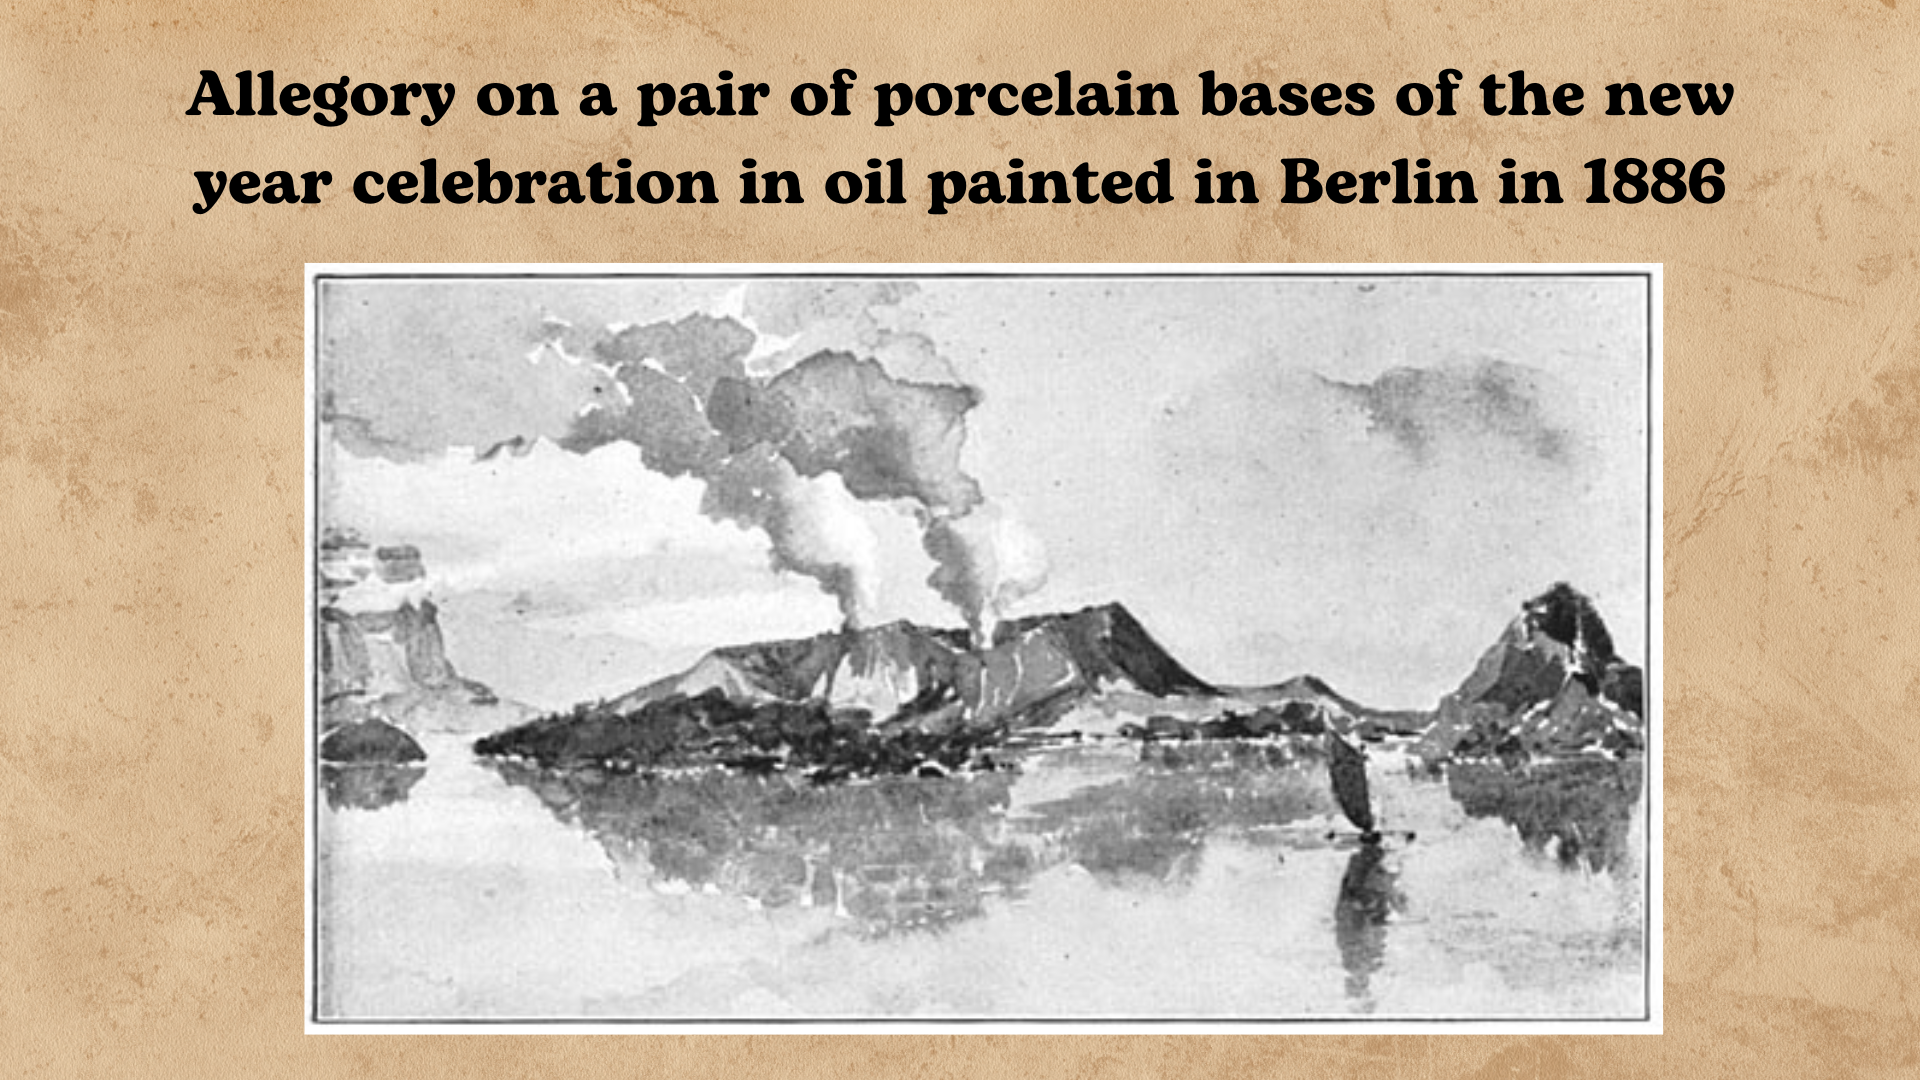 Allegory on a pair of porcelain bases of the new
year celebration in oil painted in Berlin in 1886